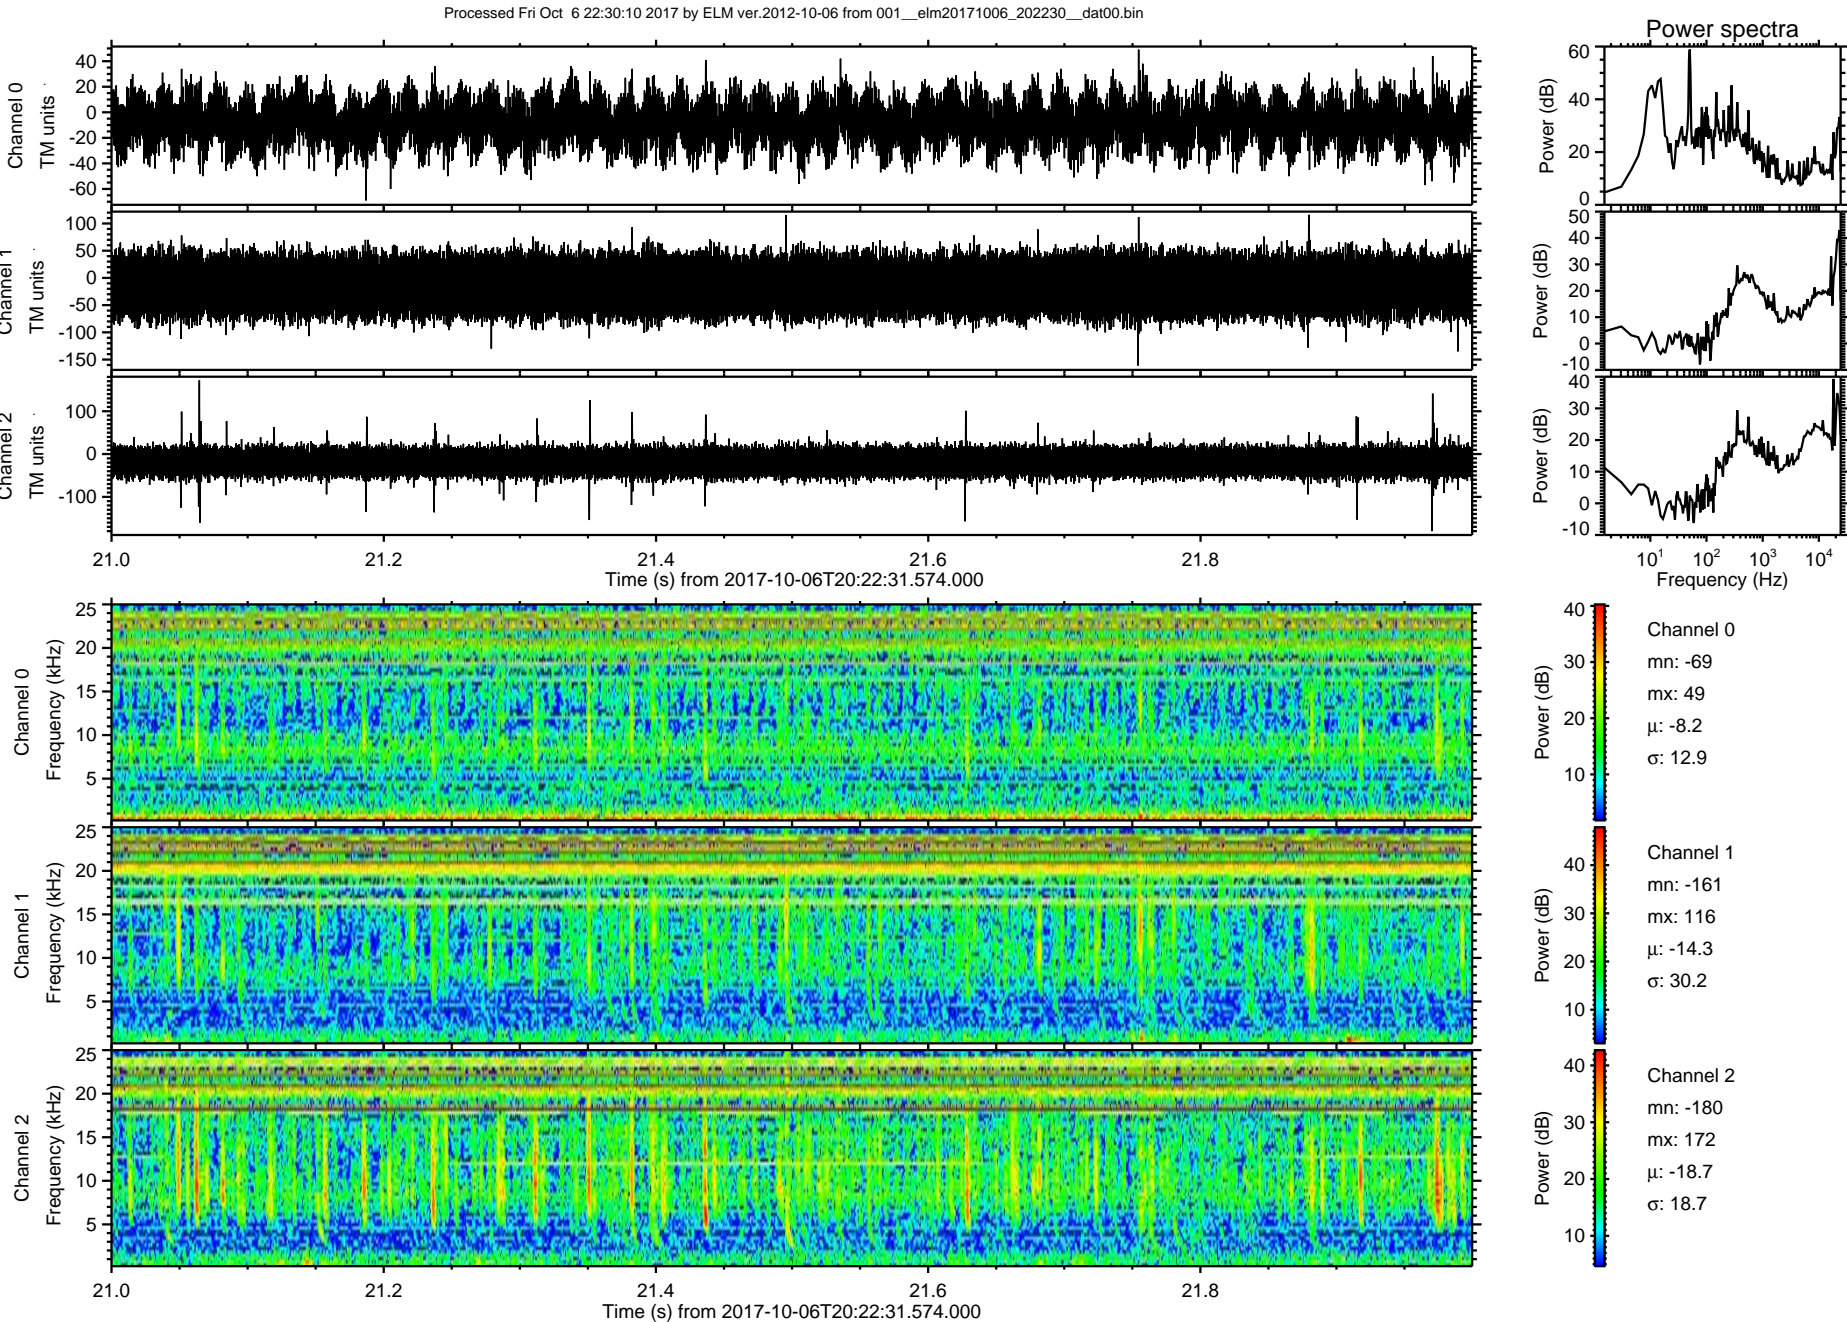 Processed Fri Oct  6 22:30:10 2017 by ELM ver.2012-10-06 from 001__elm20171006_202230__dat00.bin
Power spectra
Channel 0
TM units
40
20
0
-20
-40
-60
Power (dB)
60
40
20
0
Channel 1
TM units
100
50
0
-50
-100
-150
Power (dB)
50
40
30
20
10
0
-10
Channel 2
TM units
100
0
-100
Power (dB)
40
30
20
10
0
-10
21.0
21.2
21.4
21.6
21.8
Time (s) from 2017-10-06T20:22:31.574.000
10¹
10²
10³
10⁴
Frequency (Hz)
Channel 0
Frequency (kHz)
25
20
15
10
5
Power (dB)
40
30
20
10
Channel 0
mn: -69
mx: 49
μ: -8.2
σ: 12.9
Channel 1
Frequency (kHz)
25
20
15
10
5
Power (dB)
40
30
20
10
Channel 1
mn: -161
mx: 116
μ: -14.3
σ: 30.2
Channel 2
Frequency (kHz)
25
20
15
10
5
Power (dB)
40
30
20
10
Channel 2
mn: -180
mx: 172
μ: -18.7
σ: 18.7
21.0
21.2
21.4
21.6
21.8
Time (s) from 2017-10-06T20:22:31.574.000